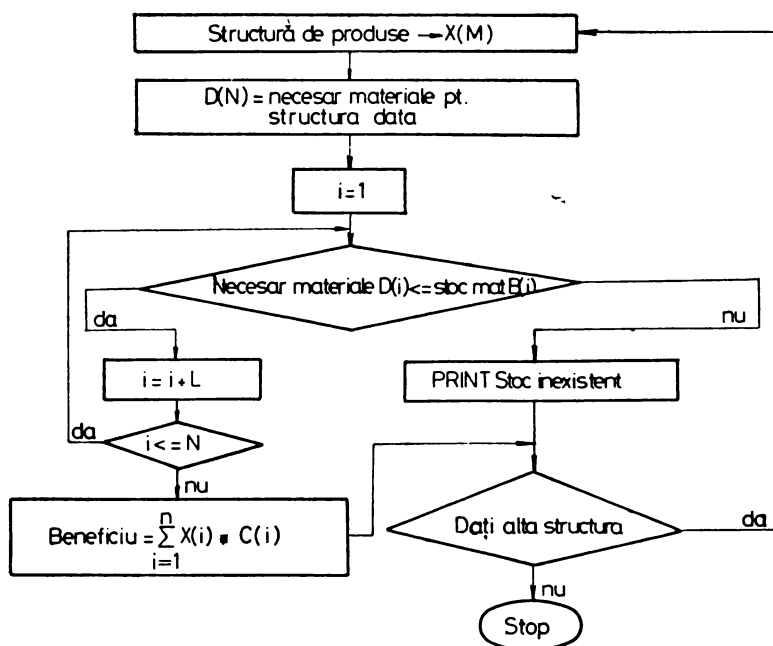 Structură de produse → X(M)
D(N) = necesar materiale pt.
structura data
i=1
Necesar materiale D(i)<=stoc mat B(i)
da
nu
i = i + L
PRINT Stoc inexistent
da
i <= N
nu
n
Beneficiu = ∑ X(i) * C(i)
i=1
Dați alta structura
da
nu
Stop